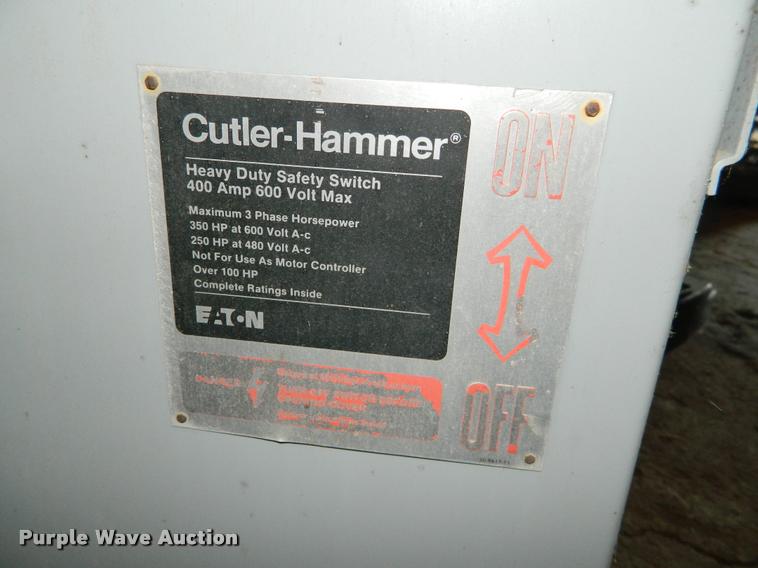 Cutler-Hammer®
Heavy Duty Safety Switch
400 Amp 600 Volt Max
Maximum 3 Phase Horsepower
350 HP at 600 Volt A-c
250 HP at 480 Volt A-c
Not For Use As Motor Controller
Over 100 HP
Complete Ratings Inside
EATON
ON
OFF
DANGER
Purple Wave Auction